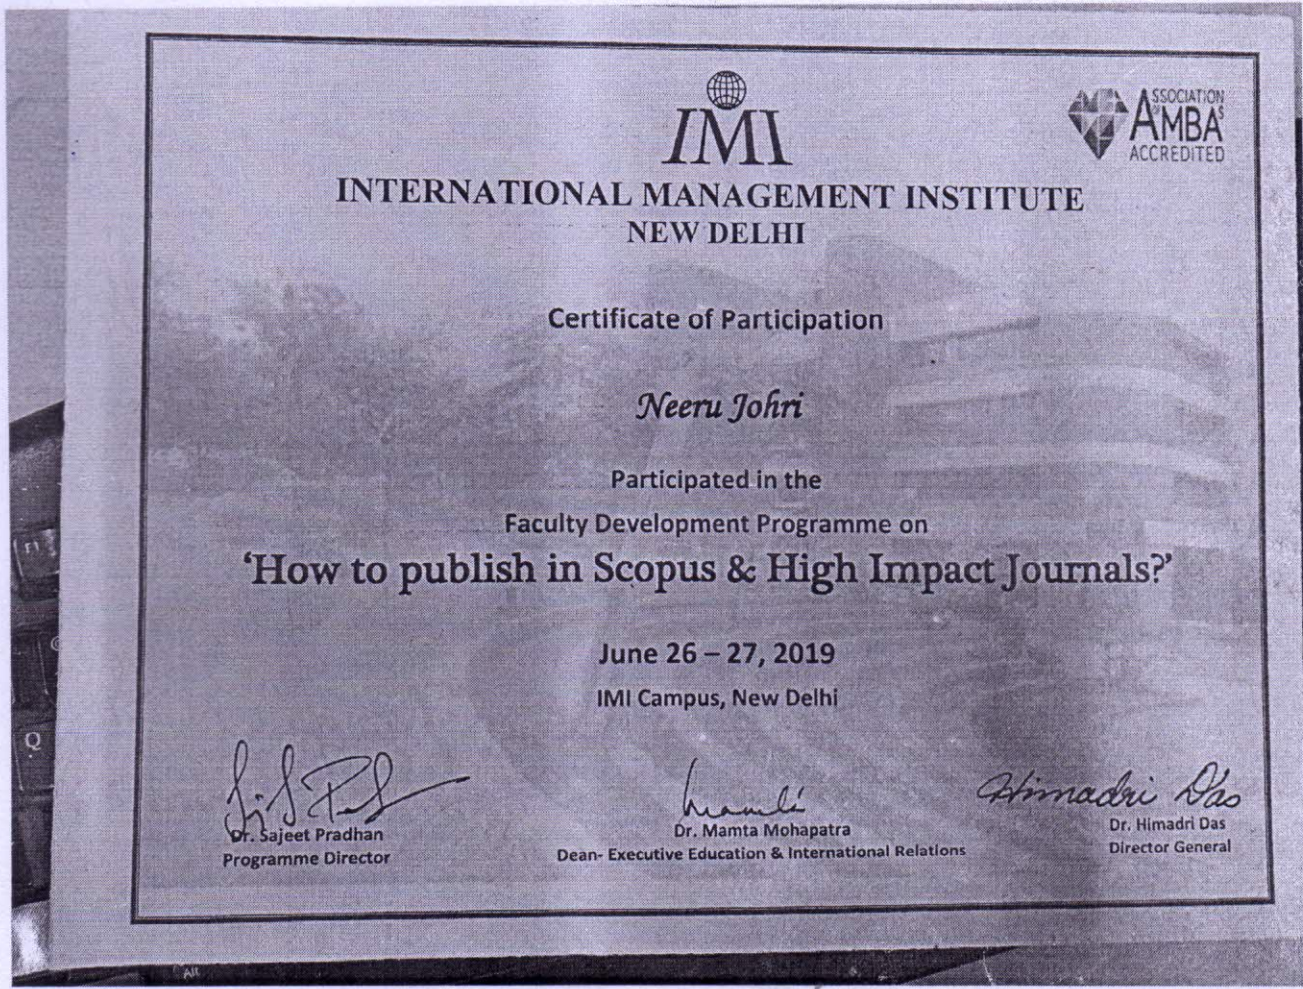 IMI
ASSOCIATION
OF MBA'S
ACCREDITED
INTERNATIONAL MANAGEMENT INSTITUTE
NEW DELHI
Certificate of Participation
Neeru Johri
Participated in the
Faculty Development Programme on
‘How to publish in Scopus & High Impact Journals?’
June 26 – 27, 2019
IMI Campus, New Delhi
Himadri Das
Dr. Sajeet Pradhan
Programme Director
Dr. Mamta Mohapatra
Dean- Executive Education & International Relations
Dr. Himadri Das
Director General
F1
Q
Alt